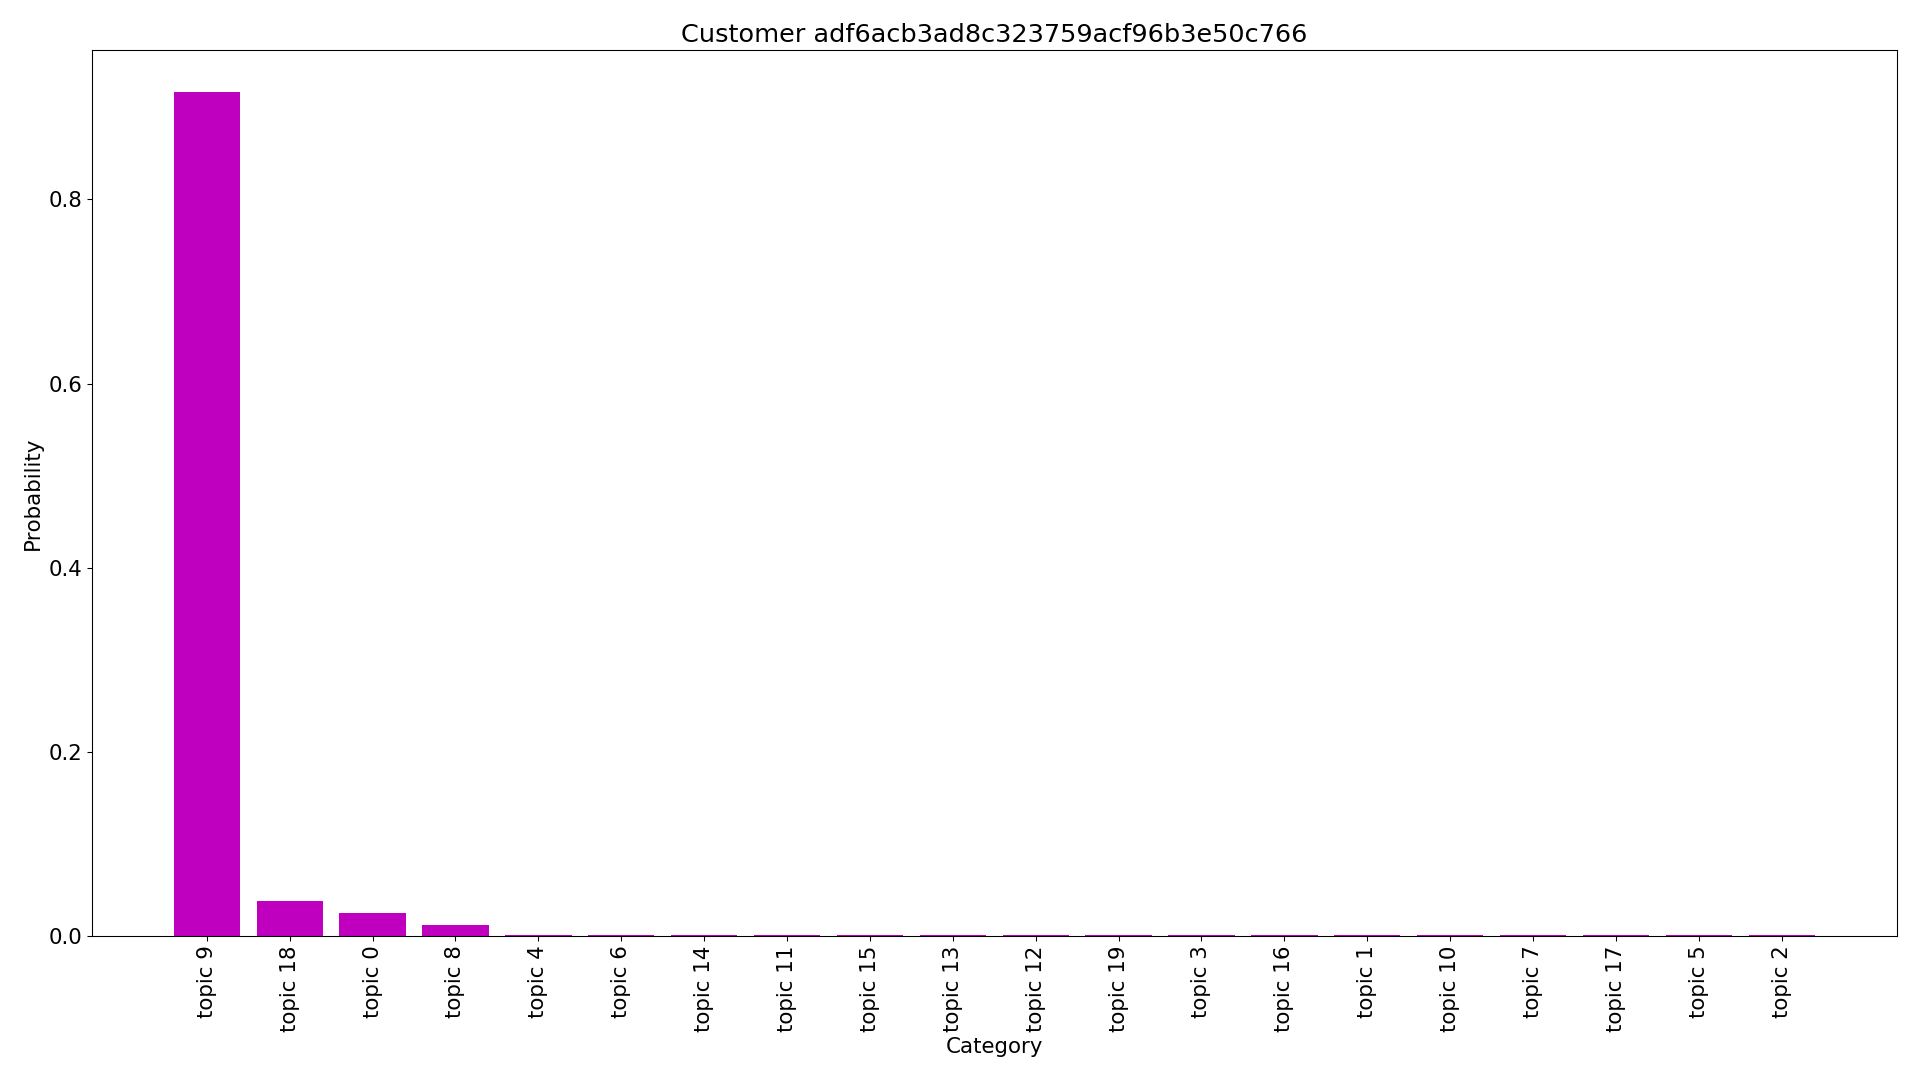 Customer adf6acb3ad8c323759acf96b3e50c766
Probability
0.8
0.6
0.4
0.2
0.0
topic 9
topic 18
topic 0
topic 8
topic 4
topic 6
topic 14
topic 11
topic 15
topic 13
topic 12
topic 19
topic 3
topic 16
topic 1
topic 10
topic 7
topic 17
topic 5
topic 2
Category